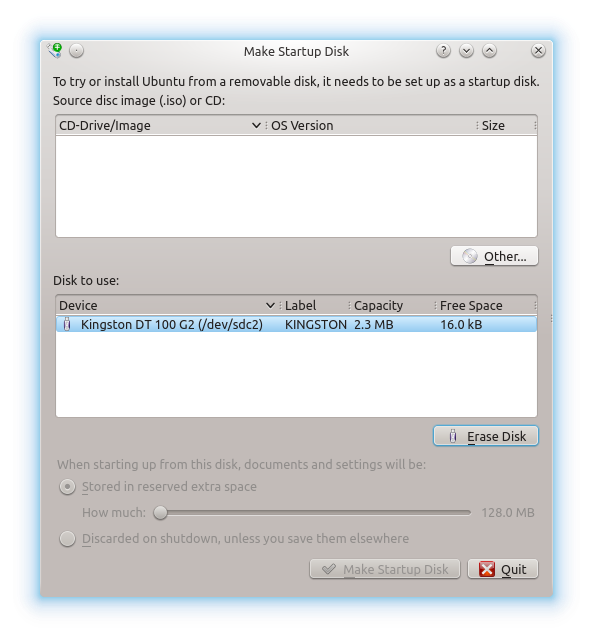 Make Startup Disk
To try or install Ubuntu from a removable disk, it needs to be set up as a startup disk.
Source disc image (.iso) or CD:
CD-Drive/Image OS Version Size
Other...
Disk to use:
Device Label Capacity Free Space
Kingston DT 100 G2 (/dev/sdc2) KINGSTON 2.3 MB 16.0 kB
Erase Disk
When starting up from this disk, documents and settings will be:
Stored in reserved extra space
How much: 128.0 MB
Discarded on shutdown, unless you save them elsewhere
Make Startup Disk Quit